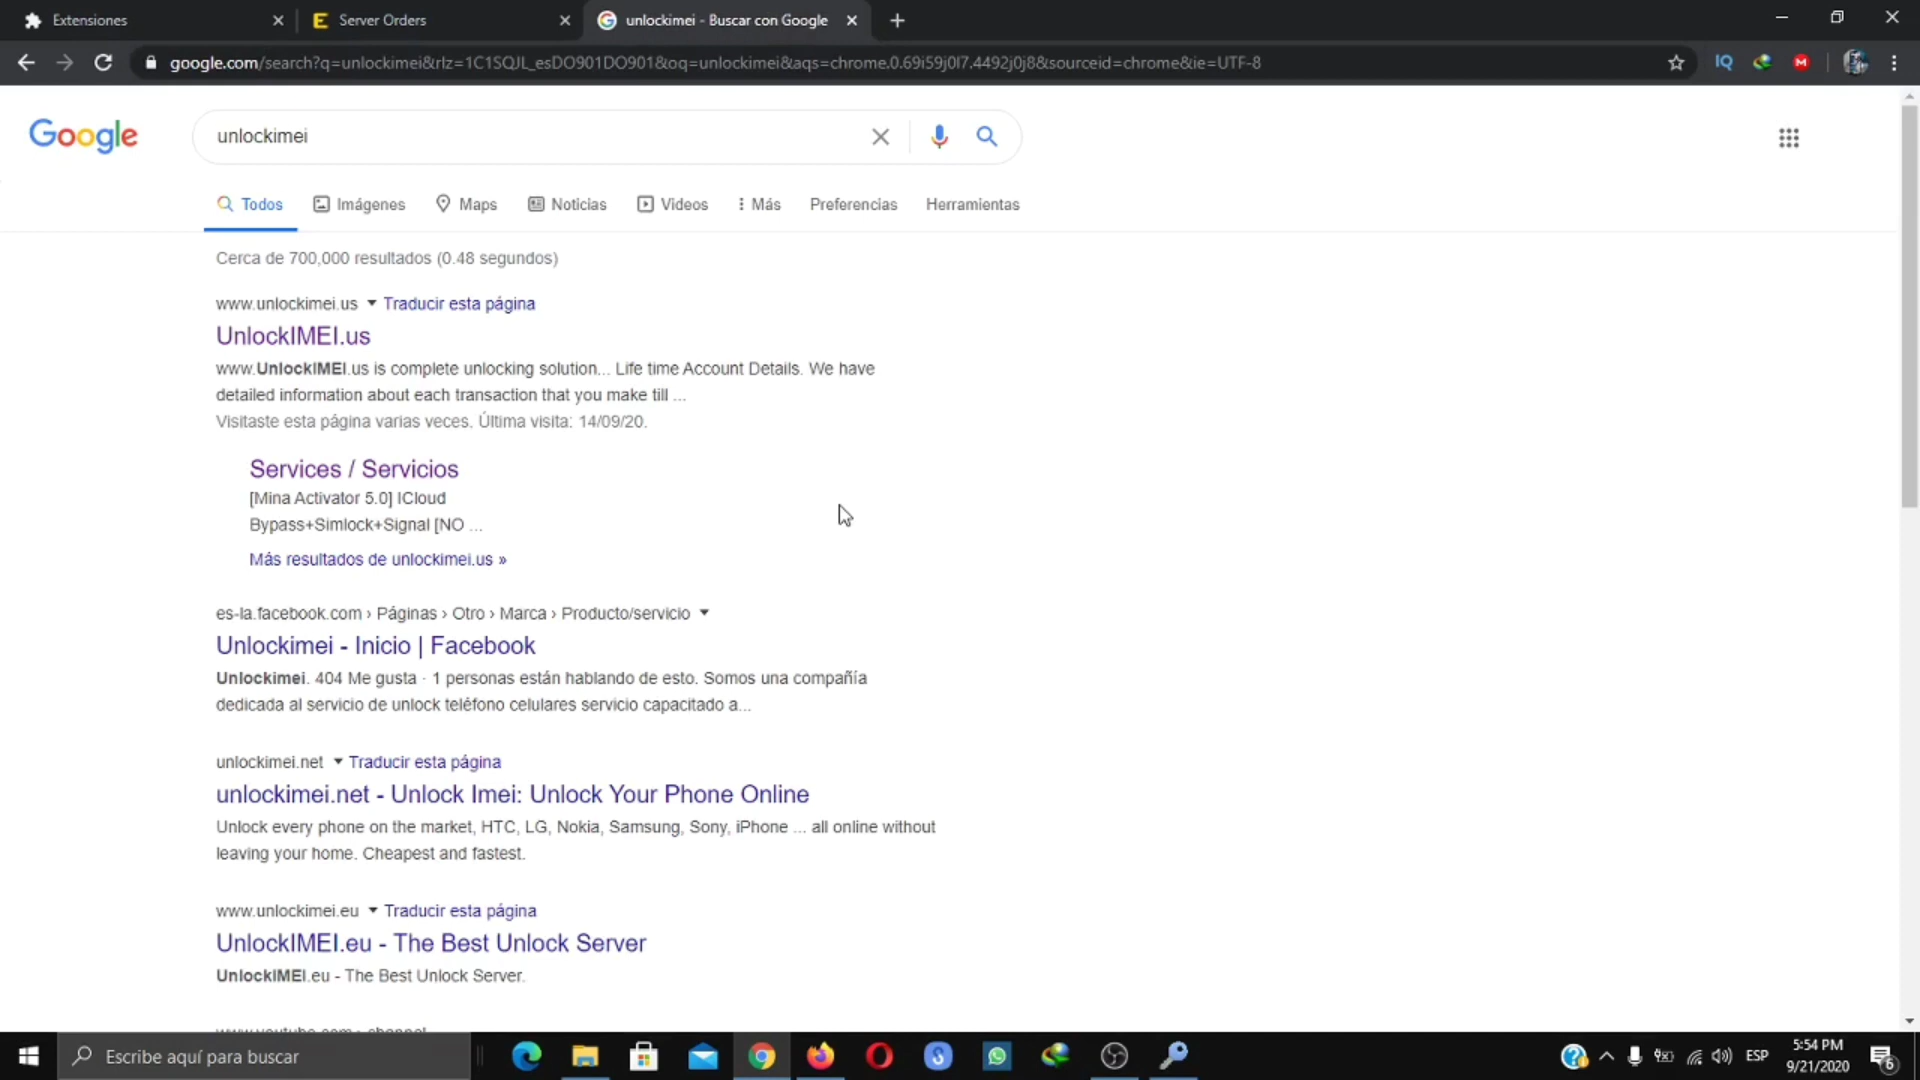 Extensiones
Server Orders
unlockimei - Buscar con Google
google.com/search?q=unlockimei&rlz=1C1SQJL_esDO901DO901&oq=unlockimei&aqs=chrome.0.69i59j0l7.4492j0j8&sourceid=chrome&ie=UTF-8
IQ
Google
unlockimei
Todos
Imágenes
Maps
Noticias
Videos
Más
Preferencias
Herramientas
Cerca de 700,000 resultados (0.48 segundos)
www.unlockimei.us Traducir esta página
UnlockIMEI.us
www.UnlockIMEI.us is complete unlocking solution... Life time Account Details. We have
detailed information about each transaction that you make till ...
Visitaste esta página varias veces. Última visita: 14/09/20.
Services / Servicios
[Mina Activator 5.0] ICloud
Bypass+Simlock+Signal [NO ...
Más resultados de unlockimei.us »
es-la.facebook.com › Páginas › Otro › Marca › Producto/servicio
Unlockimei - Inicio | Facebook
Unlockimei. 404 Me gusta · 1 personas están hablando de esto. Somos una compañía
dedicada al servicio de unlock teléfono celulares servicio capacitado a...
unlockimei.net Traducir esta página
unlockimei.net - Unlock Imei: Unlock Your Phone Online
Unlock every phone on the market, HTC, LG, Nokia, Samsung, Sony, iPhone ... all online without
leaving your home. Cheapest and fastest.
www.unlockimei.eu Traducir esta página
UnlockIMEI.eu - The Best Unlock Server
UnlockIMEI.eu - The Best Unlock Server.
www.youtube.com › channel
Escribe aquí para buscar
ESP
5:54 PM
9/21/2020
6